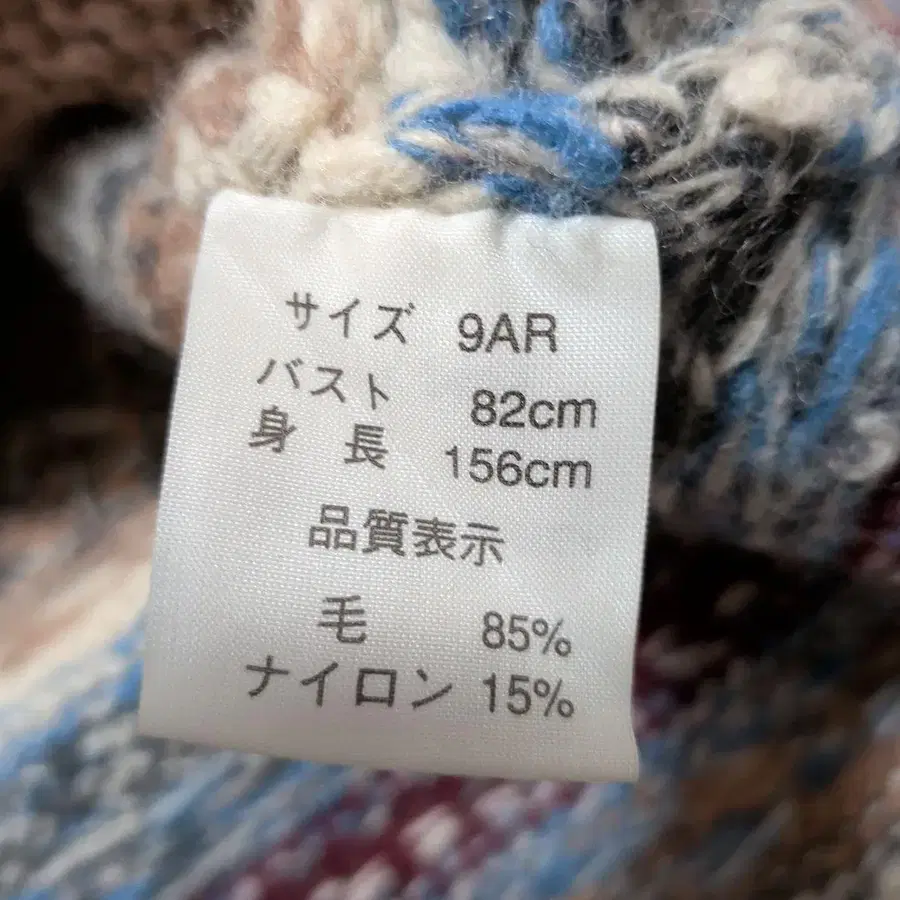 サイズ 9AR
バスト 82cm
身 長 156cm
品質表示
毛 85%
ナイロン 15%